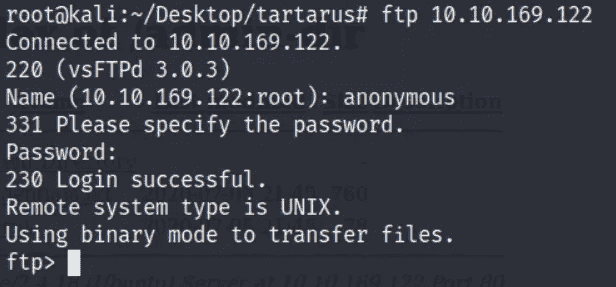 root@kali:~/Desktop/tartarus# ftp 10.10.169.122
Connected to 10.10.169.122.
220 (vsFTPd 3.0.3)
Name (10.10.169.122:root): anonymous
331 Please specify the password.
Password:
230 Login successful.
Remote system type is UNIX.
Using binary mode to transfer files.
ftp>